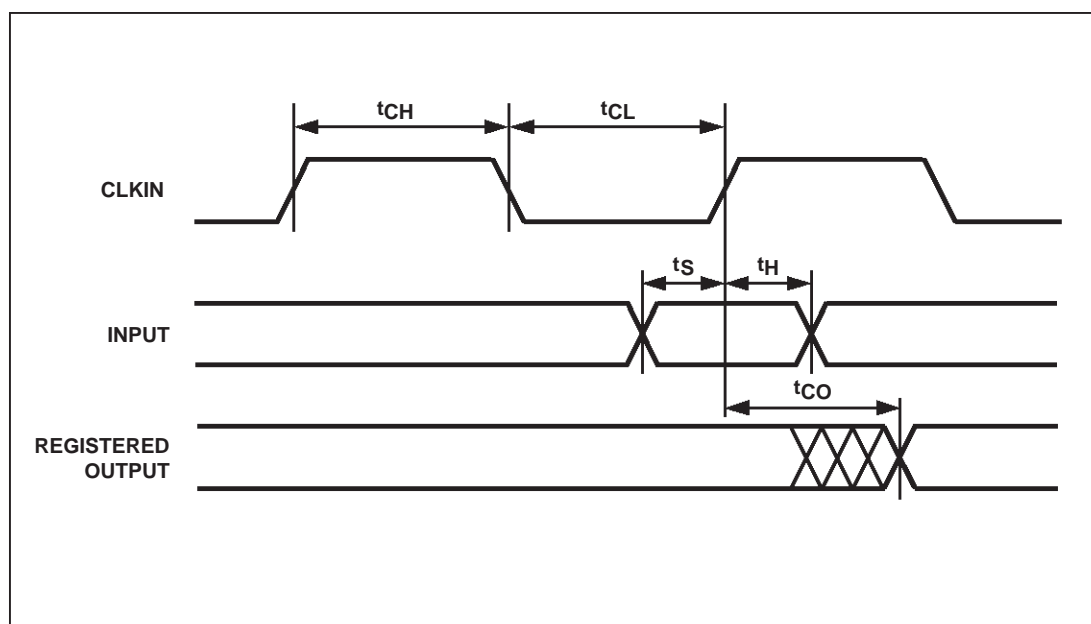 tCH
tCL
CLKIN
tS
tH
INPUT
tCO
REGISTERED
OUTPUT